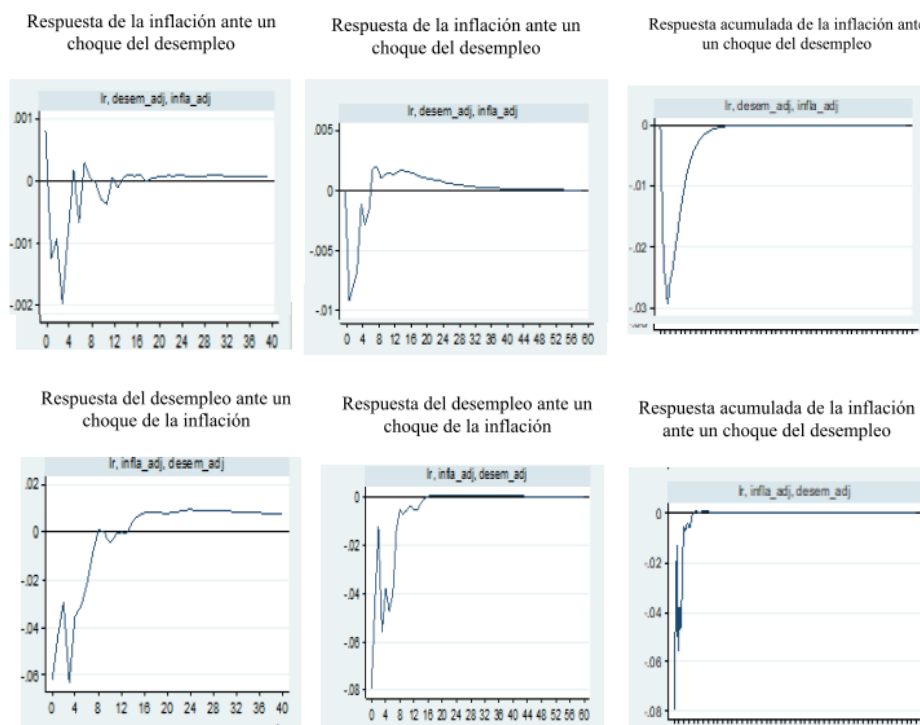 Respuesta de la inflación ante un
choque del desempleo
Respuesta de la inflación ante un
choque del desempleo
Respuesta acumulada de la inflación ante
un choque del desempleo
lr, desem_adj, infla_adj
.001
0
-.001
-.002
0 4 8 12 16 20 24 28 32 36 40
lr, desem_adj, infla_adj
.005
0
-.005
-.01
0 4 8 12 16 20 24 28 32 36 40 44 48 52 56 60
lr, desem_adj, infla_adj
0
-.01
-.02
-.03
Respuesta del desempleo ante un
choque de la inflación
Respuesta del desempleo ante un
choque de la inflación
Respuesta acumulada de la inflación
ante un choque del desempleo
lr, infla_adj, desem_adj
.02
0
-.02
-.04
-.06
0 4 8 12 16 20 24 28 32 36 40
lr, infla_adj, desem_adj
0
-.02
-.04
-.06
-.08
0 4 8 12 16 20 24 28 32 36 40 44 48 52 56 60
lr, infla_adj, desem_adj
0
-.02
-.04
-.06
-.08